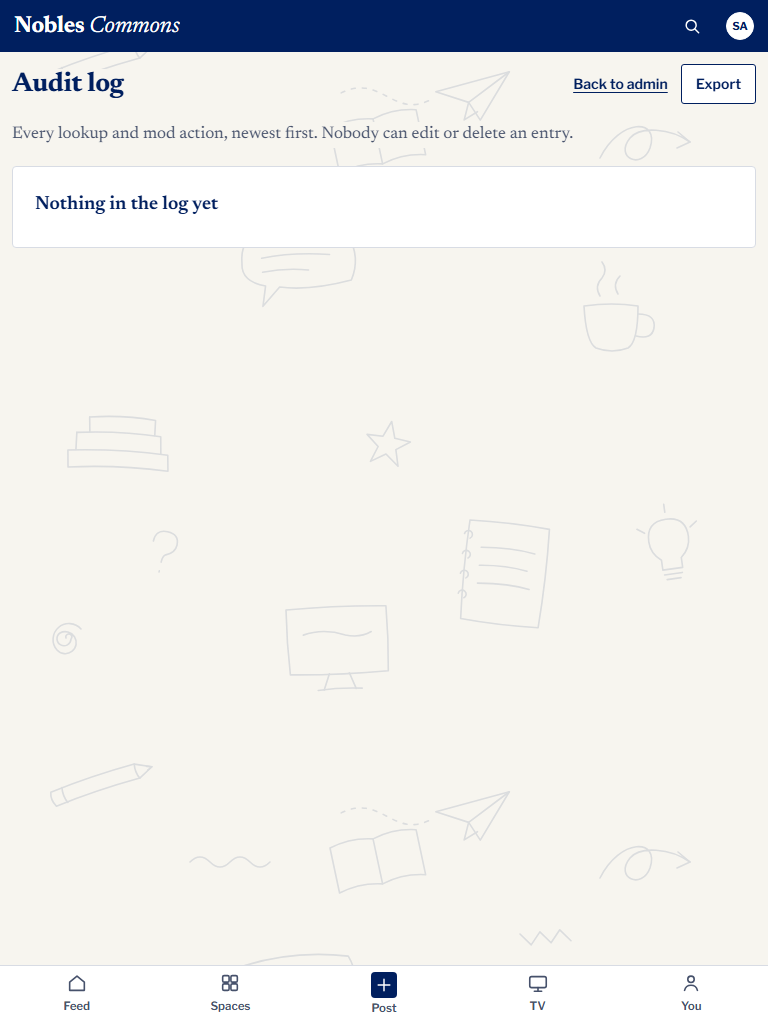 Nobles Commons
SA
Audit log
Back to admin
Export
Every lookup and mod action, newest first. Nobody can edit or delete an entry.
Nothing in the log yet
?
Feed
Spaces
Post
TV
You